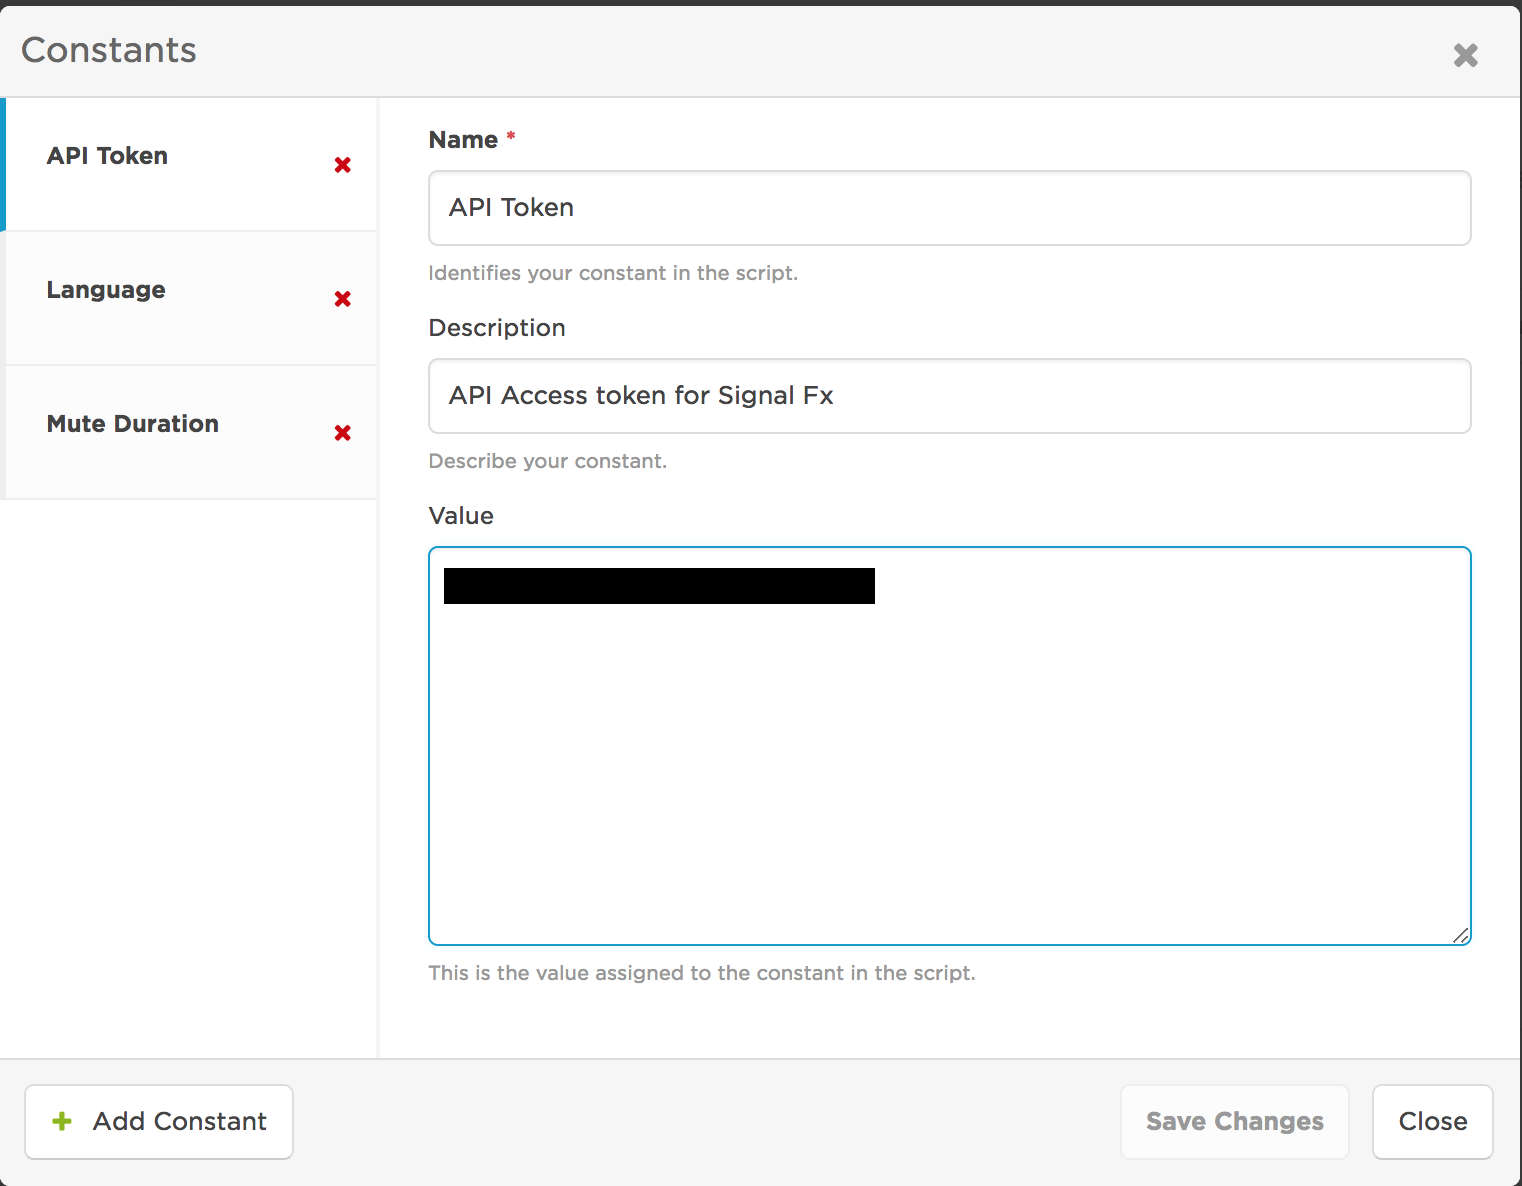 Constants
API Token
Language
Mute Duration
Name *
API Token
Identifies your constant in the script.
Description
API Access token for Signal Fx
Describe your constant.
Value
This is the value assigned to the constant in the script.
Add Constant
Save Changes
Close